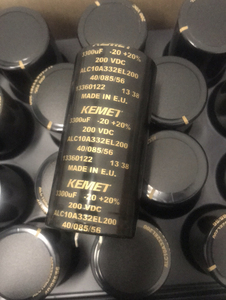 KEMET
3300uF -20 +20%
200 VDC
ALC10A332EL200
40/085/56
13360122 13 38
MADE IN E.U.
KEMET
3300uF -20 +20%
200 VDC
ALC10A332EL200
40/085/56
13360122 13 38
MADE IN E.U.
KEMET
3300uF -20 +20%
200 VDC
ALC10A332EL200
40/085/56